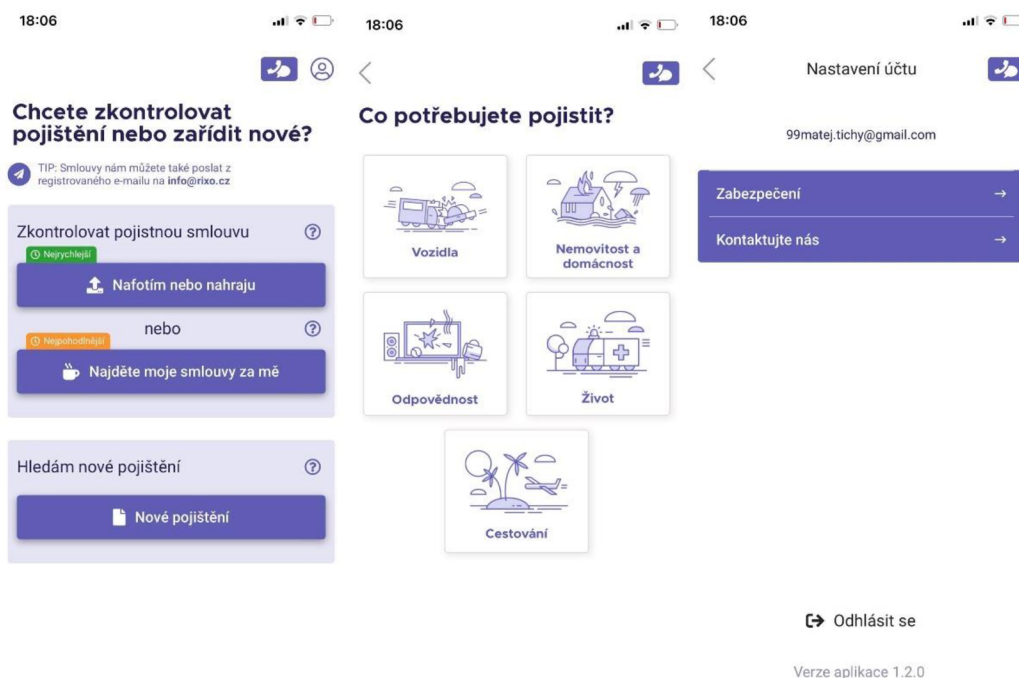 18:06
Chcete zkontrolovat
pojištění nebo zařídit nové?
TIP: Smlouvy nám můžete také poslat z
registrovaného e-mailu na info@rixo.cz
Zkontrolovat pojistnou smlouvu
Nejrychlejší
Nafotím nebo nahraju
nebo
Nejpohodlnější
Najděte moje smlouvy za mě
Hledám nové pojištění
Nové pojištění
18:06
Co potřebujete pojistit?
Vozidla
Nemovitost a
domácnost
Odpovědnost
Život
Cestování
18:06
Nastavení účtu
99matej.tichy@gmail.com
Zabezpečení
Kontaktujte nás
Odhlásit se
Verze aplikace 1.2.0